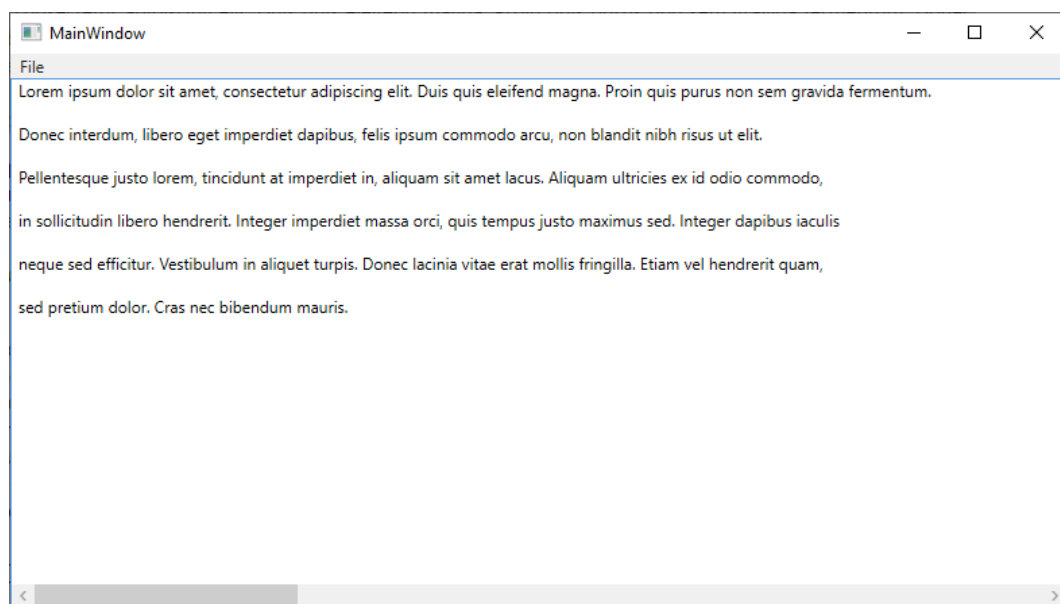 MainWindow
File
Lorem ipsum dolor sit amet, consectetur adipiscing elit. Duis quis eleifend magna. Proin quis purus non sem gravida fermentum.
Donec interdum, libero eget imperdiet dapibus, felis ipsum commodo arcu, non blandit nibh risus ut elit.
Pellentesque justo lorem, tincidunt at imperdiet in, aliquam sit amet lacus. Aliquam ultricies ex id odio commodo,
in sollicitudin libero hendrerit. Integer imperdiet massa orci, quis tempus justo maximus sed. Integer dapibus iaculis
neque sed efficitur. Vestibulum in aliquet turpis. Donec lacinia vitae erat mollis fringilla. Etiam vel hendrerit quam,
sed pretium dolor. Cras nec bibendum mauris.